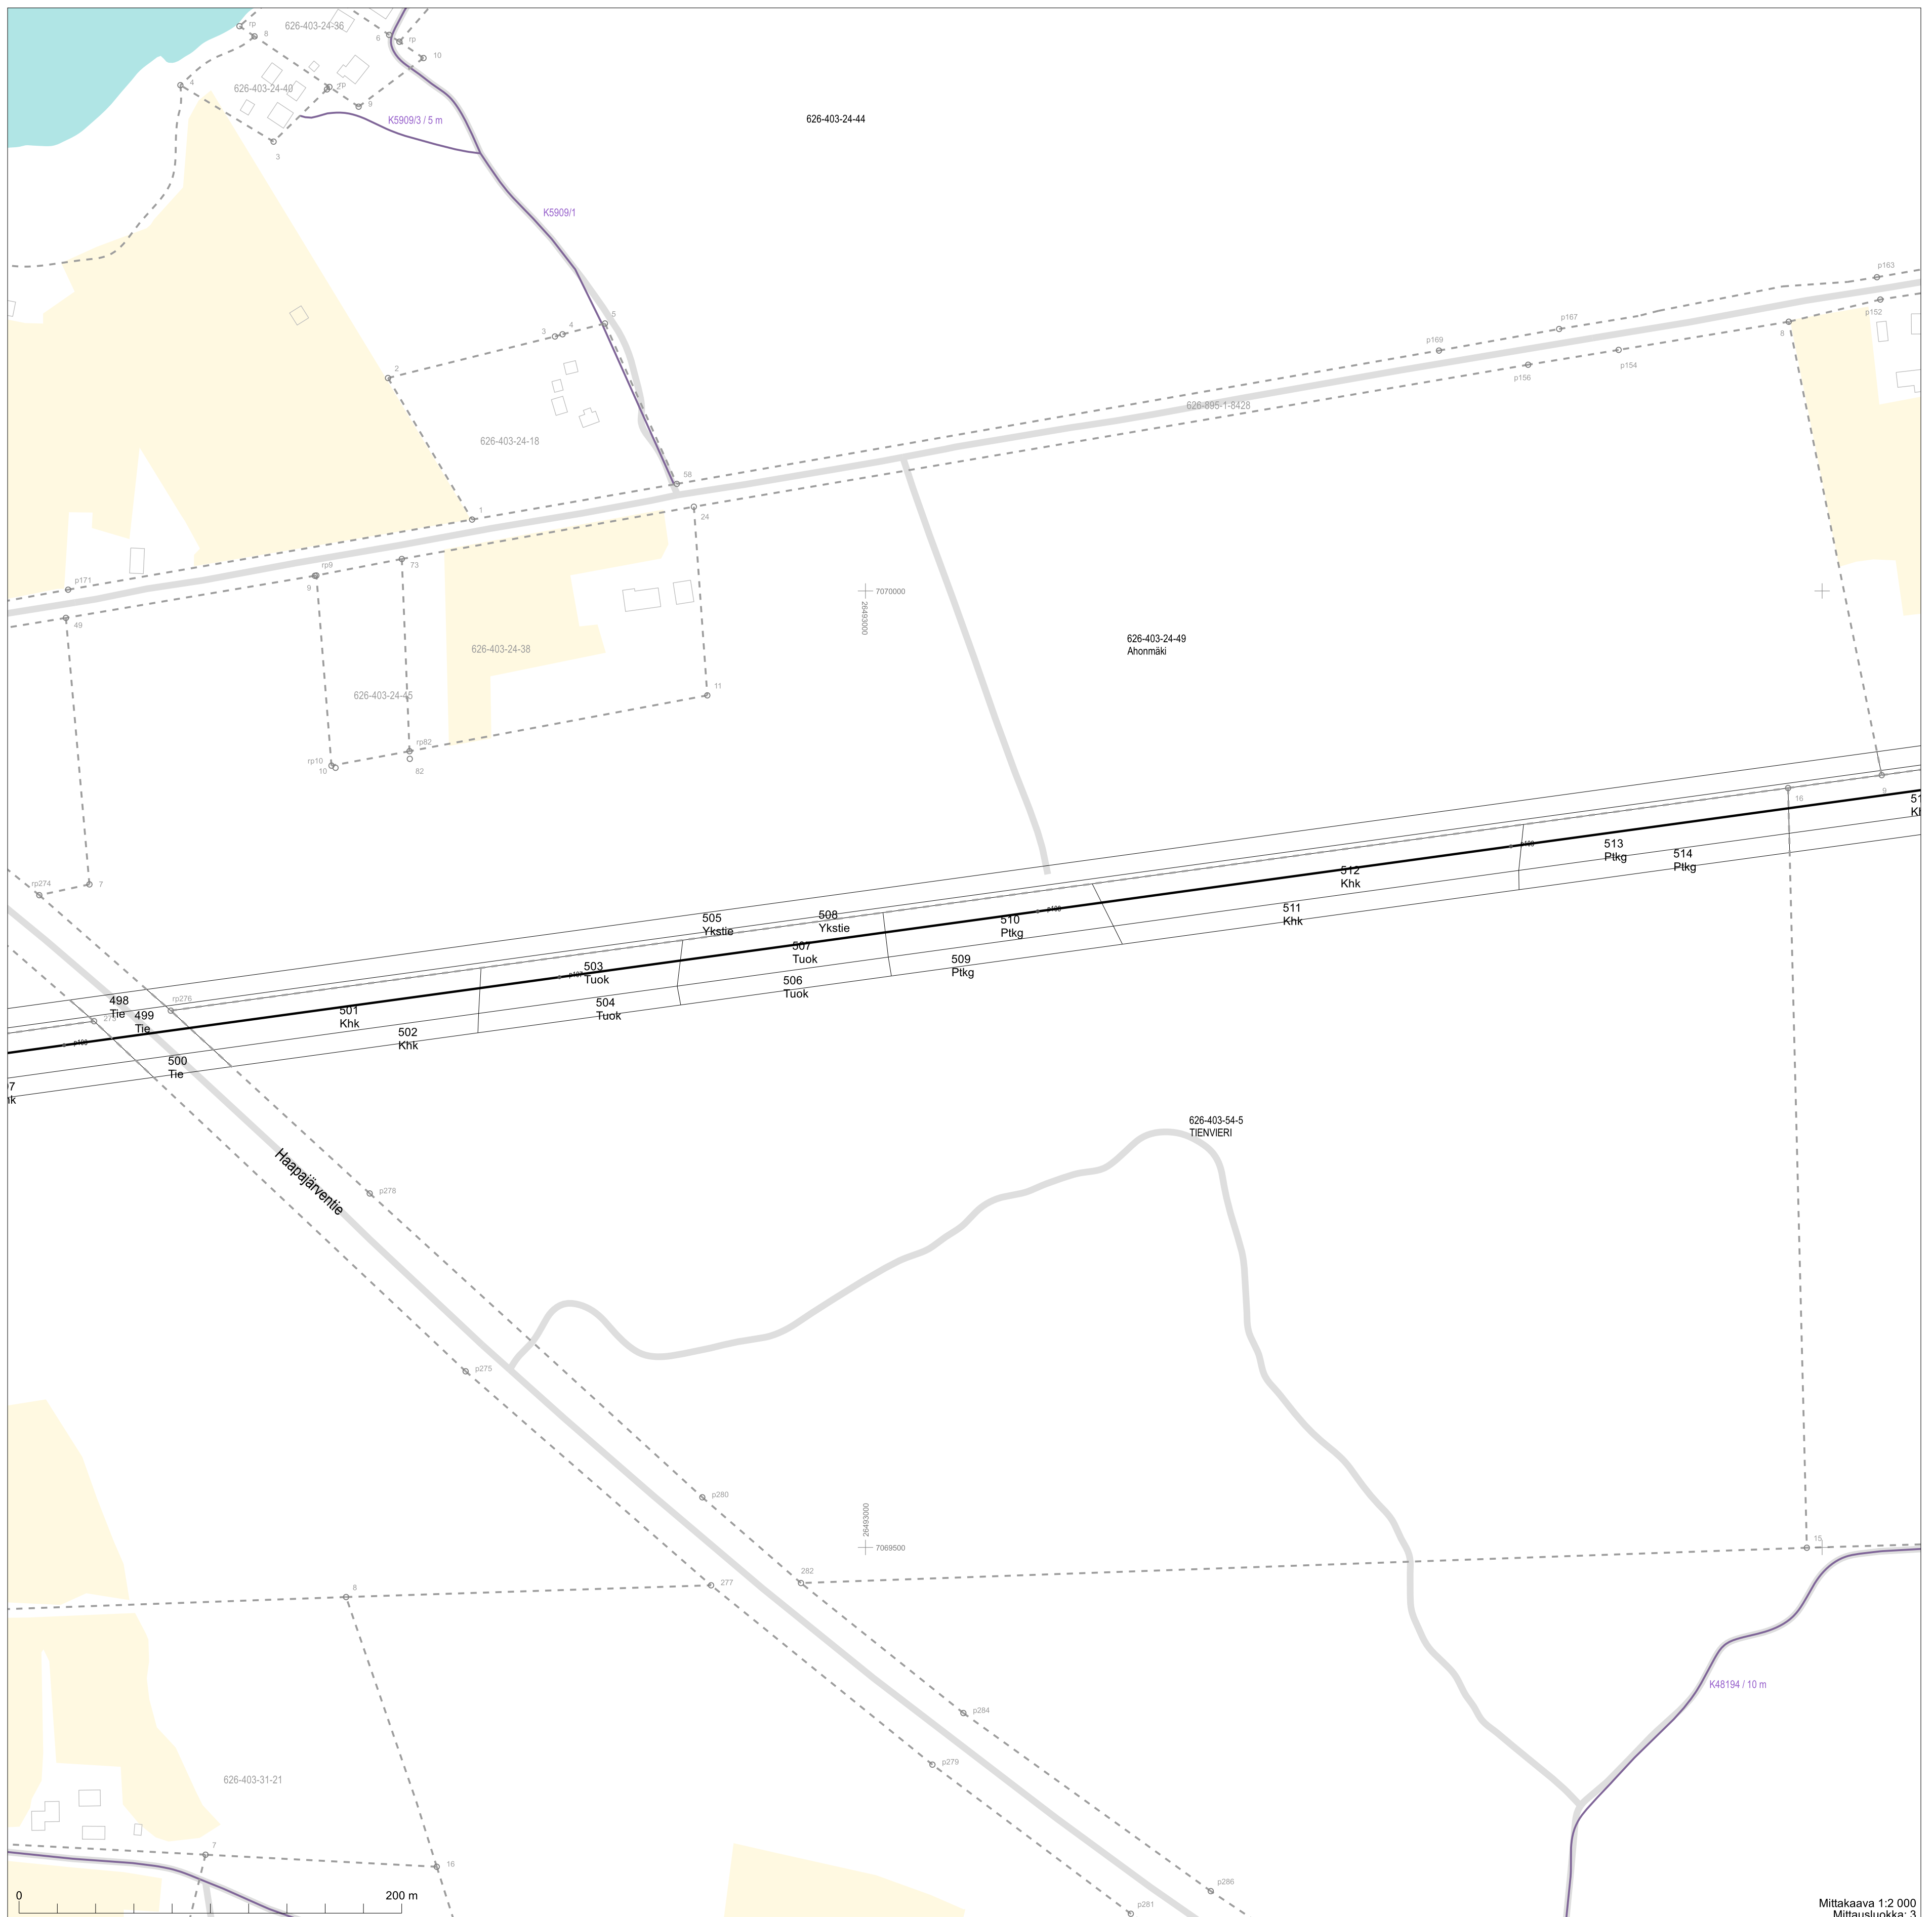 rp
626-403-24-36
8
6
rp
10
4
626-403-24-40
2
rp
9
K5909/3 / 5 m
626-403-24-44
3
K5909/1
p163
p152
5
3
4
p167
8
p169
p154
p156
2
626-895-1-8428
626-403-24-18
58
1
24
73
rp9
9
p171
7070000
26493000
49
626-403-24-49
Ahonmäki
626-403-24-38
626-403-24-45
11
rp82
rp10
10
82
9
16
51
513
Ptkg
514
Ptkg
512
Khk
rp274
7
511
Khk
505
Ykstie
508
Ykstie
510
Ptkg
507
Tuok
509
Ptkg
503
Tuok
506
Tuok
rp276
498
Tie
499
Tie
501
Khk
504
Tuok
502
Khk
500
Tie
626-403-54-5
TIENVIERI
Haapajärventie
p278
p275
p280
26493000
7069500
15
282
277
8
K48194 / 10 m
p284
p279
626-403-31-21
7
16
p286
p281
0
200 m
Mittakaava 1:2 000
Mittausluokka: 3